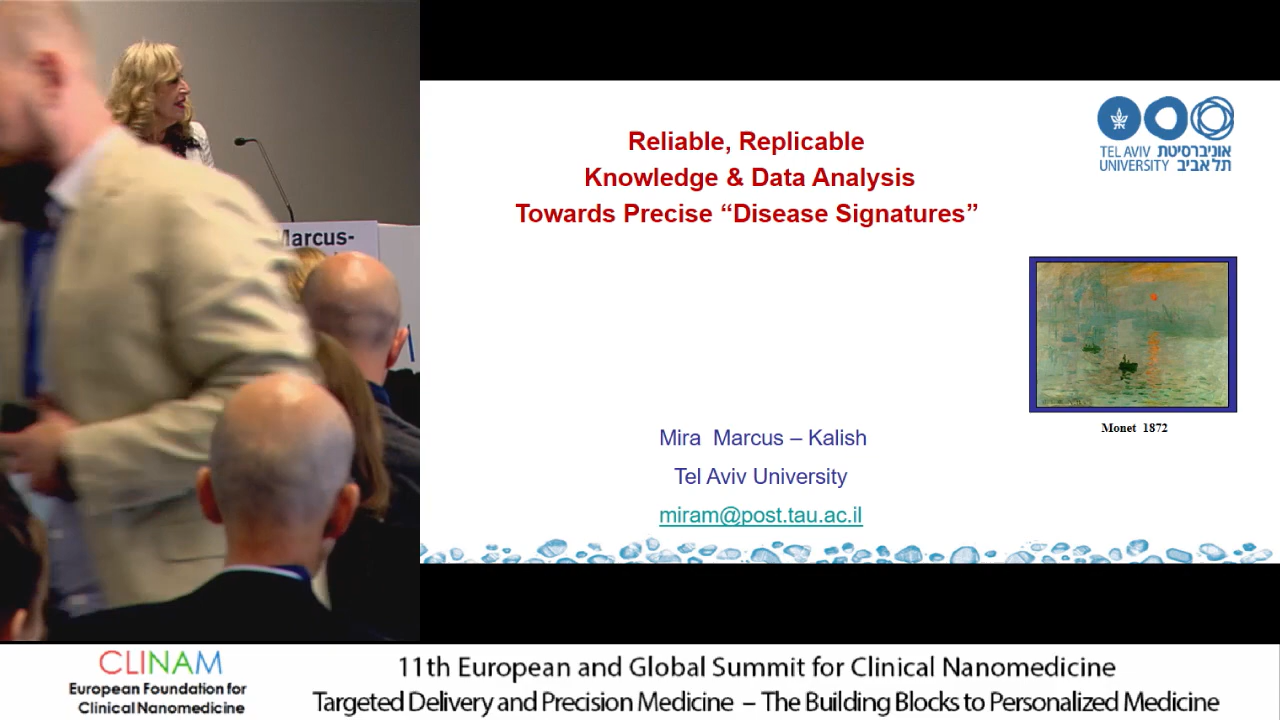 Marcus-
Reliable, Replicable
Knowledge & Data Analysis
Towards Precise “Disease Signatures”
TEL AVIV אוניברסיטת
UNIVERSITY תל אביב
Monet 1872
Mira Marcus – Kalish
Tel Aviv University
miram@post.tau.ac.il
CLINAM
European Foundation for
Clinical Nanomedicine
11th European and Global Summit for Clinical Nanomedicine
Targeted Delivery and Precision Medicine – The Building Blocks to Personalized Medicine